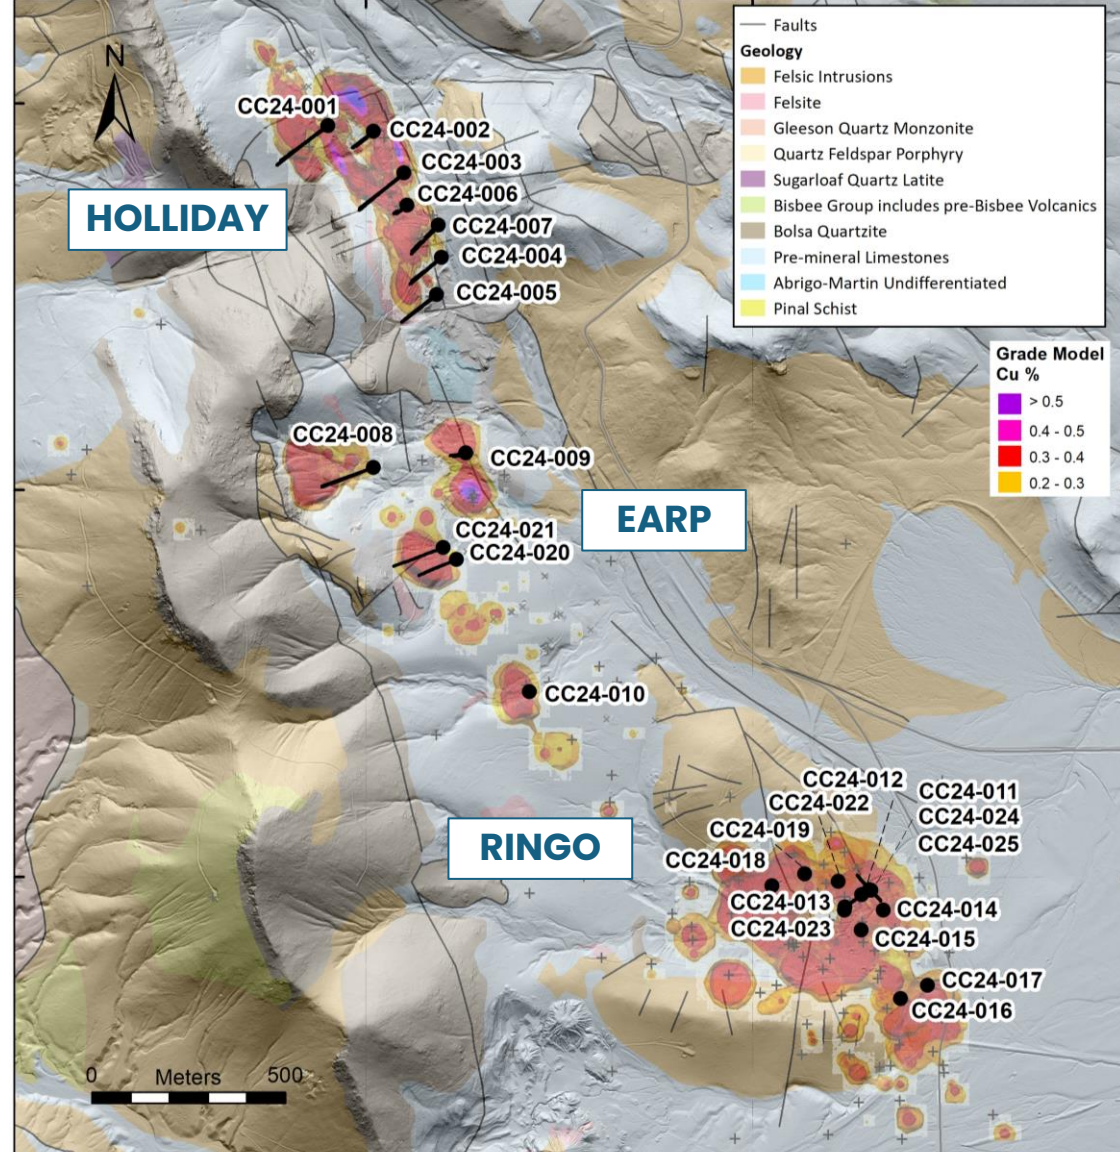 N
CC24-001
CC24-002
CC24-003
CC24-006
CC24-007
CC24-004
CC24-005
HOLLIDAY
Faults
Geology
Felsic Intrusions
Felsite
Gleeson Quartz Monzonite
Quartz Feldspar Porphyry
Sugarloaf Quartz Latite
Bisbee Group includes pre-Bisbee Volcanics
Bolsa Quartzite
Pre-mineral Limestones
Abrigo-Martin Undifferentiated
Pinal Schist
Grade Model
Cu %
> 0.5
0.4 - 0.5
0.3 - 0.4
0.2 - 0.3
CC24-008
CC24-009
EARP
CC24-021
CC24-020
CC24-010
RINGO
CC24-012
CC24-022
CC24-019
CC24-018
CC24-011
CC24-024
CC24-025
CC24-013
CC24-023
CC24-014
CC24-015
CC24-017
CC24-016
0 Meters 500